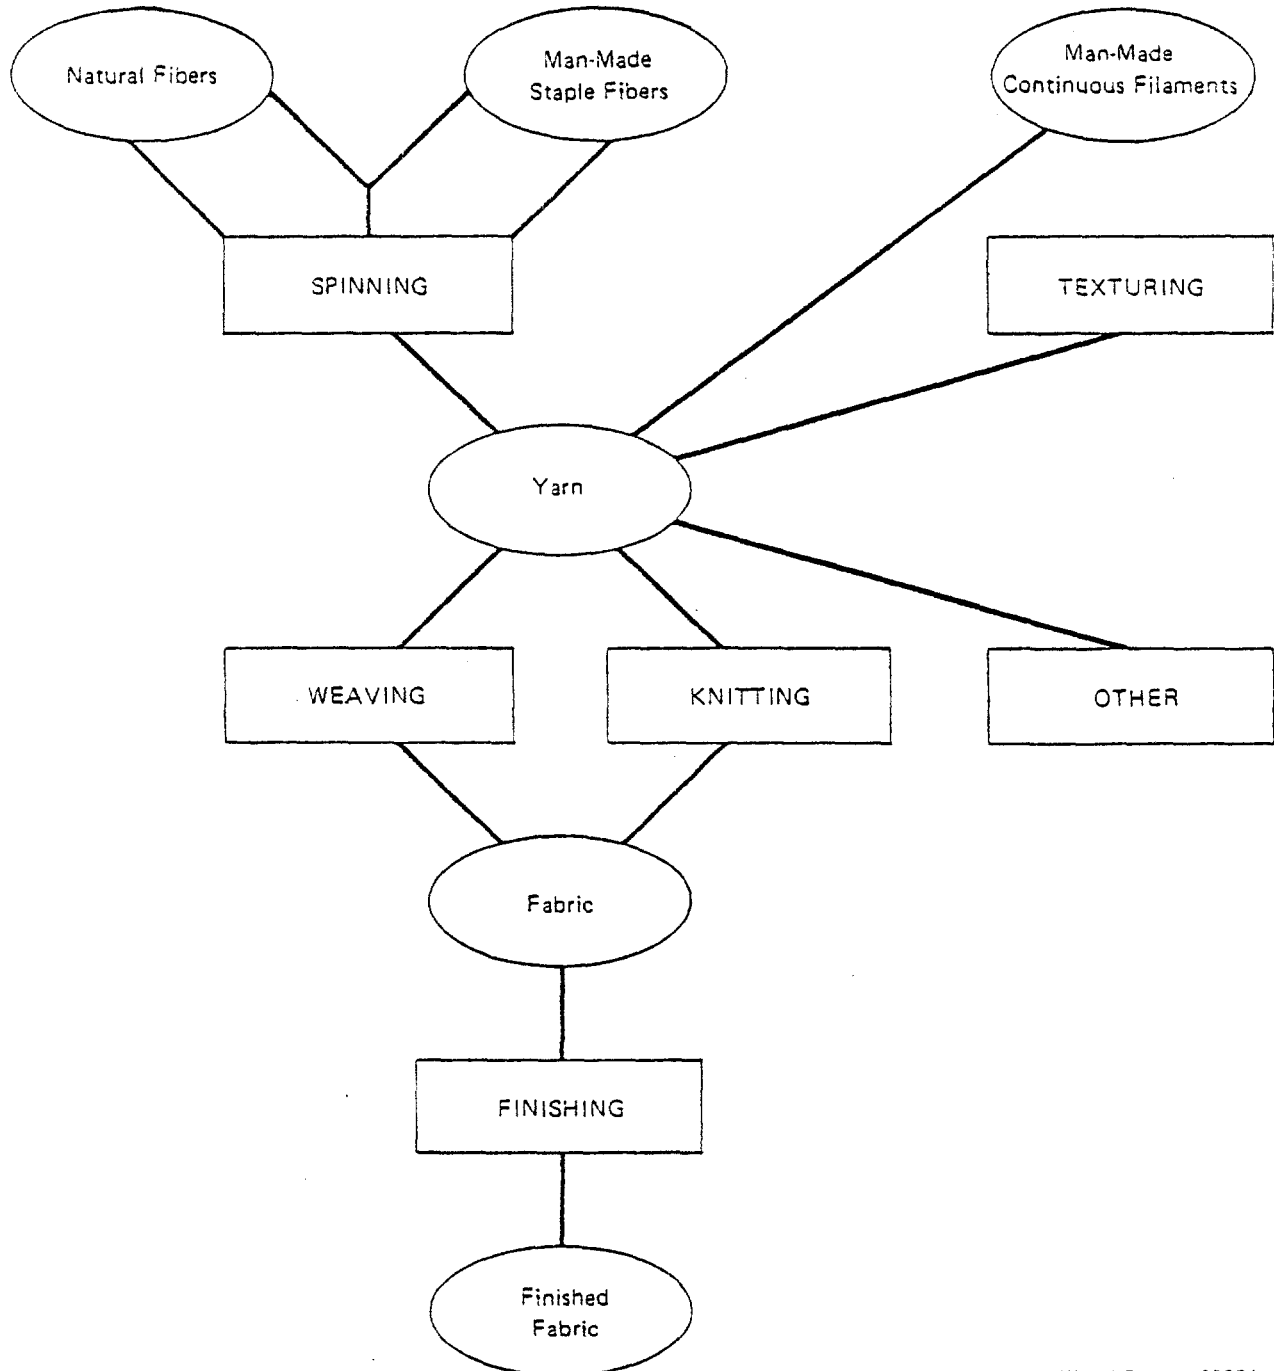 Natural Fibers
Man-Made
Staple Fibers
Man-Made
Continuous Filaments
SPINNING
TEXTURING
Yarn
WEAVING
KNITTING
OTHER
Fabric
FINISHING
Finished
Fabric